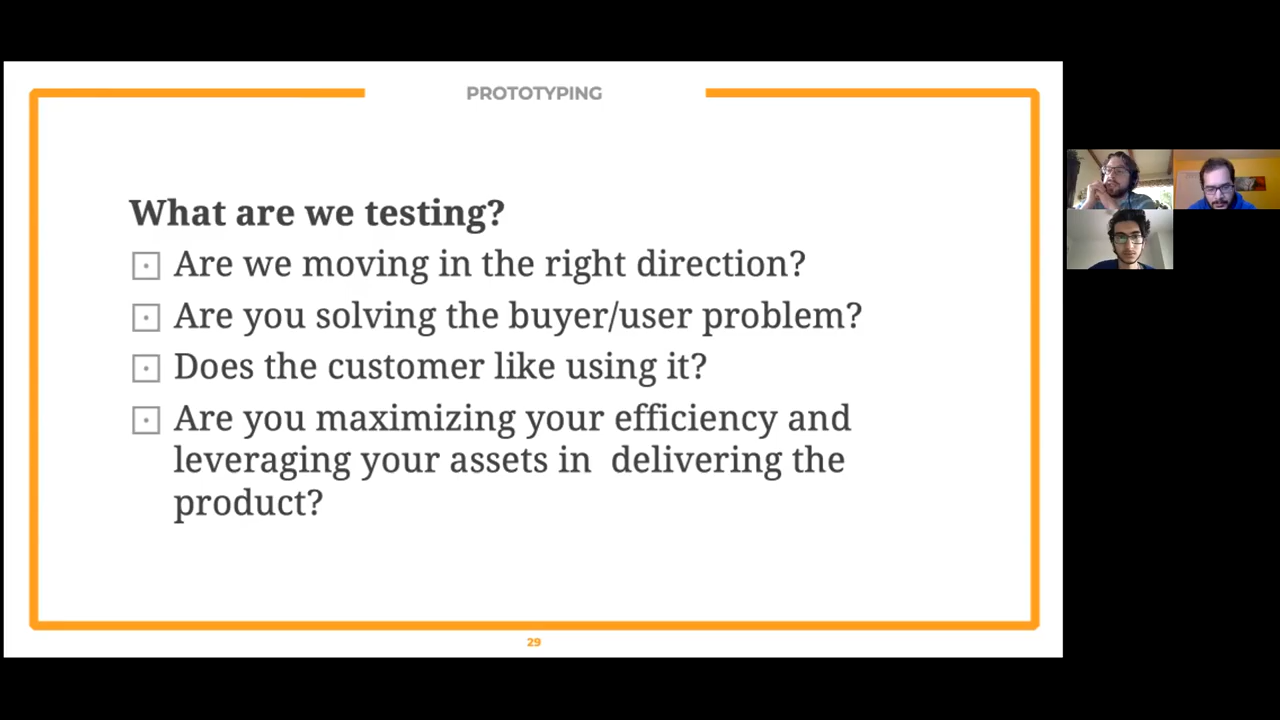 PROTOTYPING
What are we testing?
Are we moving in the right direction?
Are you solving the buyer/user problem?
Does the customer like using it?
Are you maximizing your efficiency and
leveraging your assets in  delivering the
product?
29